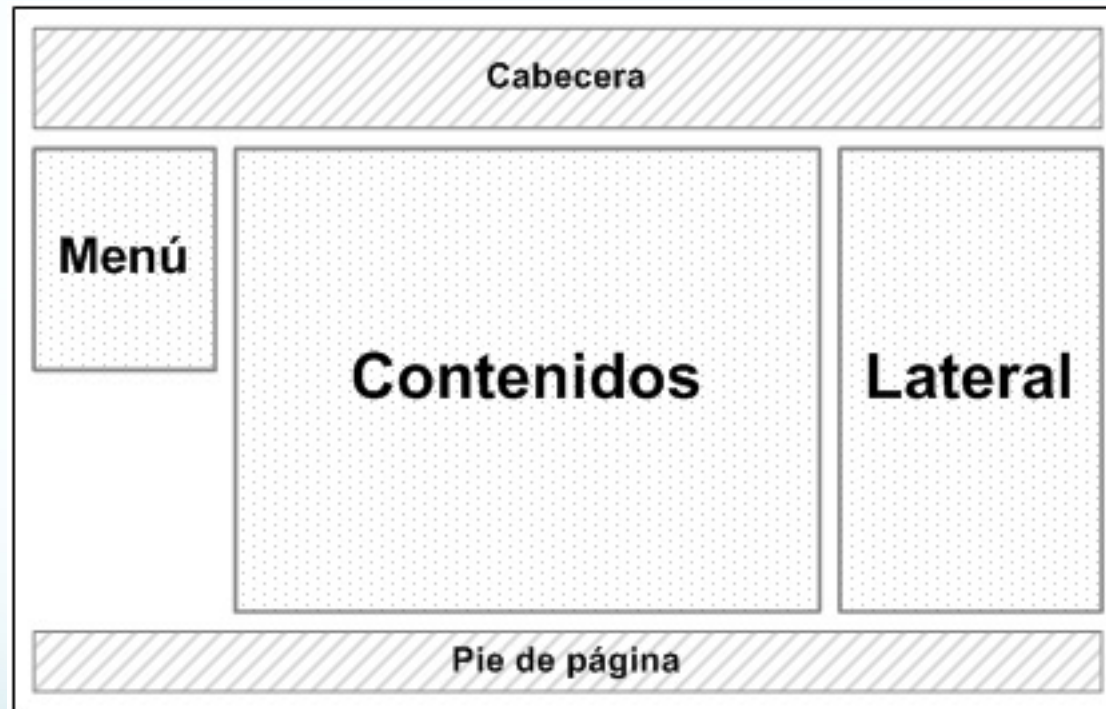 Cabecera
Menú
Contenidos
Lateral
Pie de página